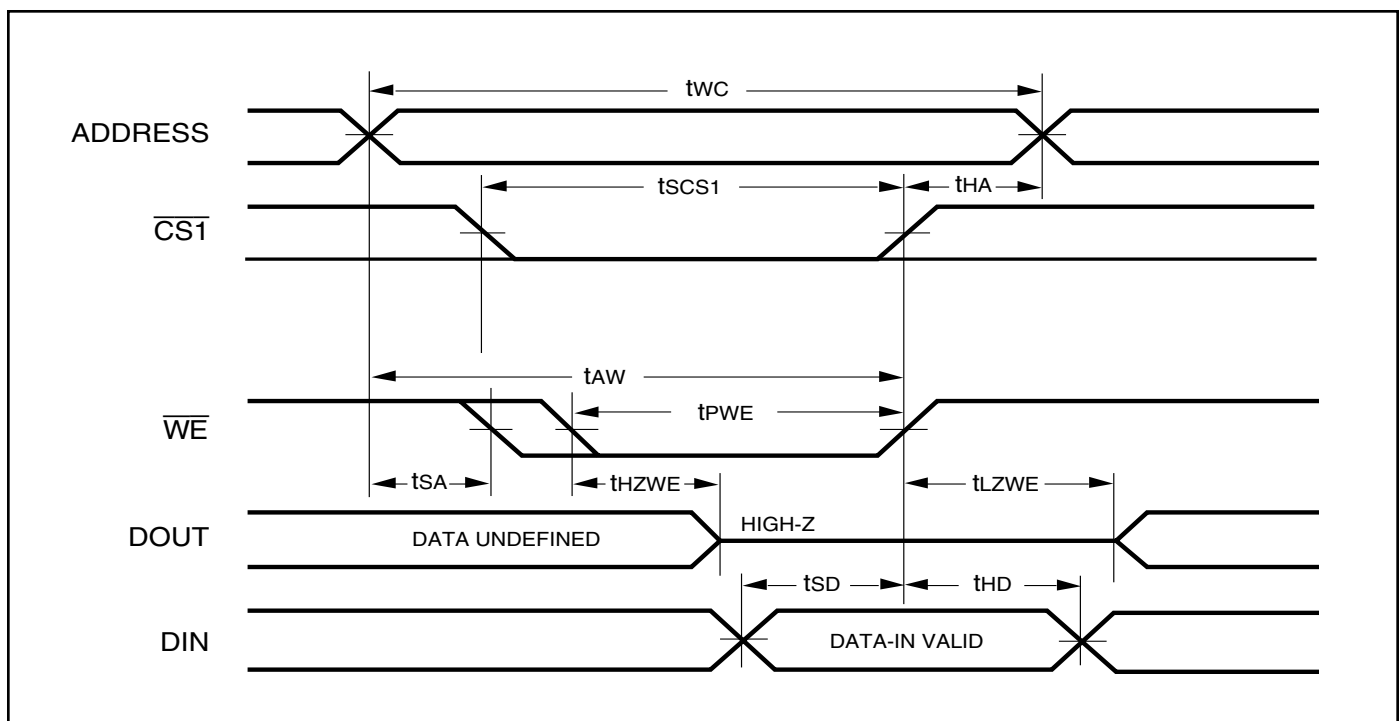 tWC
ADDRESS
tSCS1
tHA
CS1
tAW
tPWE
WE
tSA
tHZWE
tLZWE
DOUT
DATA UNDEFINED
HIGH-Z
tSD
tHD
DIN
DATA-IN VALID